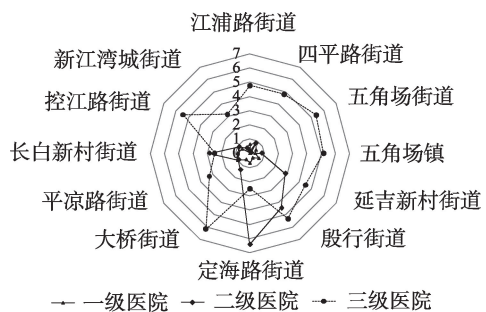 江浦路街道
新江湾城街道 四平路街道
控江路街道 五角场街道
长白新村街道 五角场镇
平凉路街道 延吉新村街道
大桥街道 殷行街道
定海路街道
7
6
5
4
3
2
1
0
一级医院 二级医院 三级医院